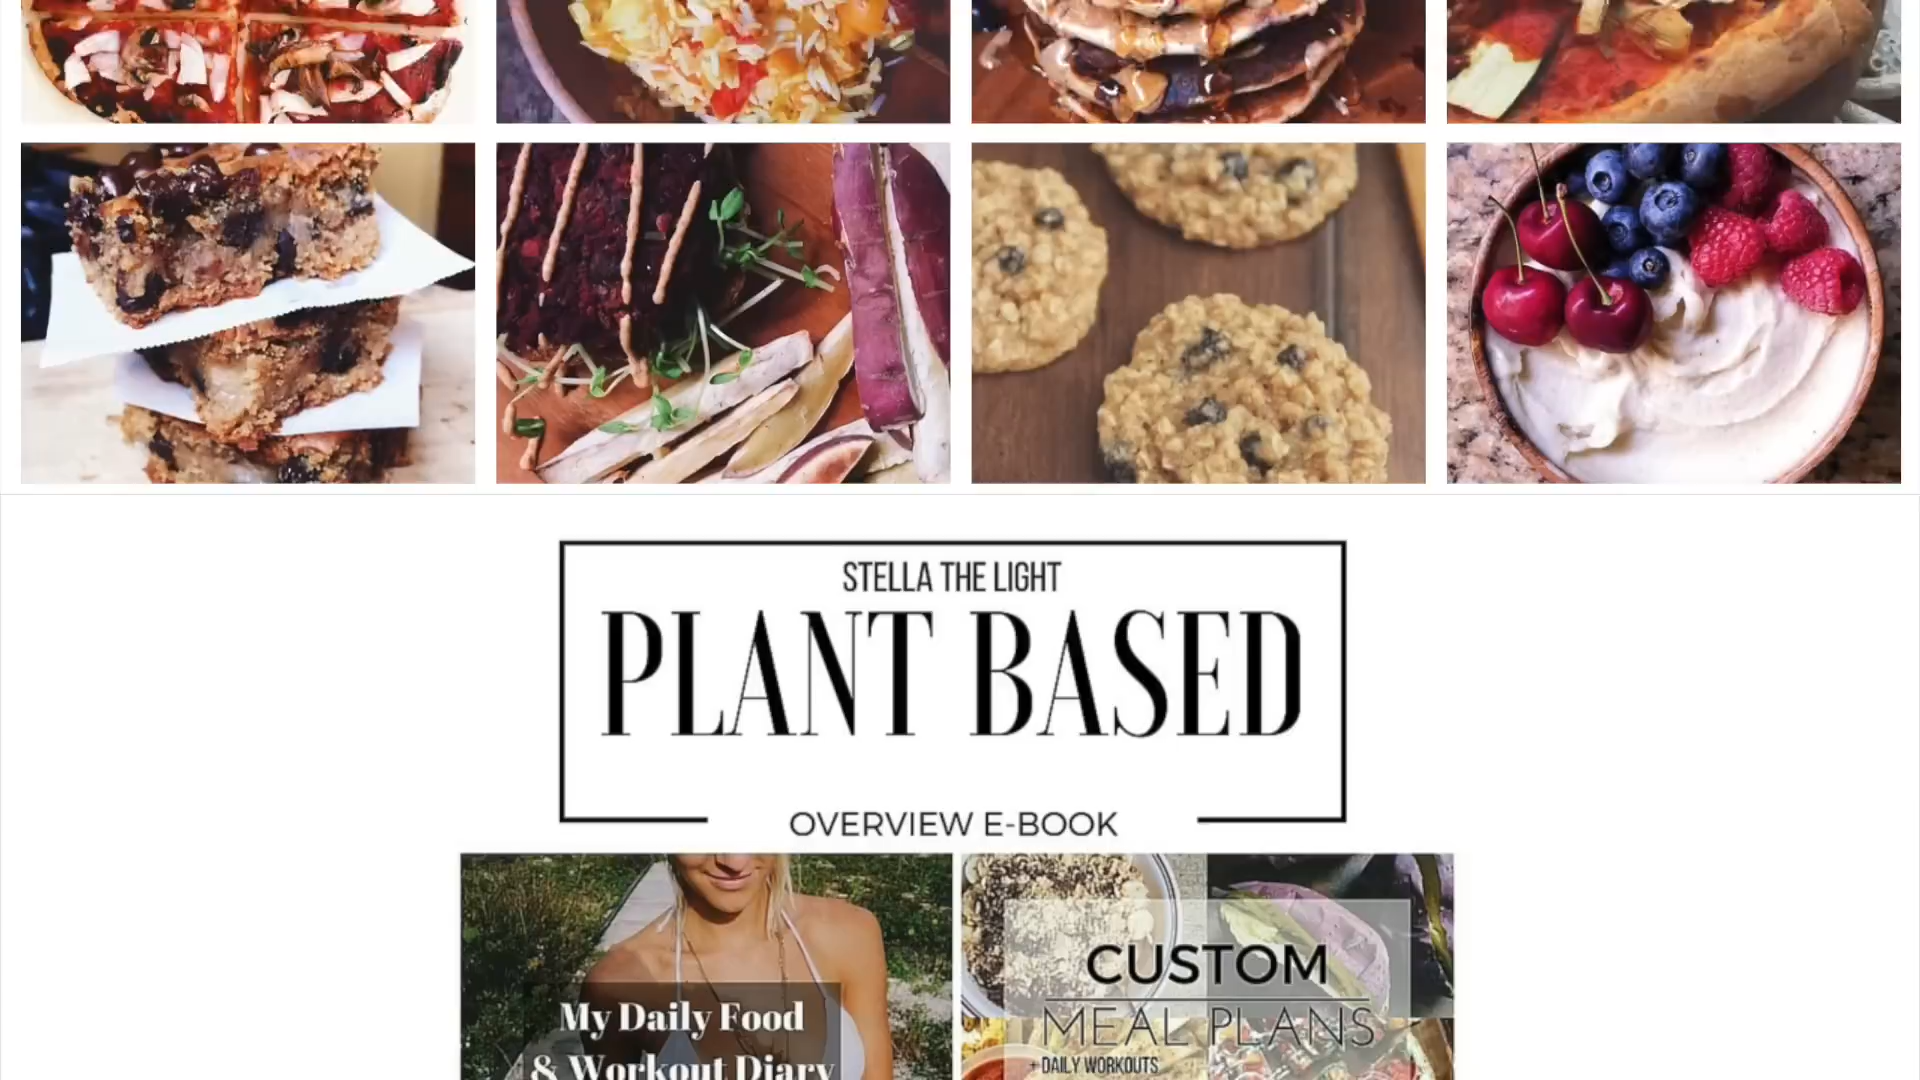 STELLA THE LIGHT
PLANT BASED
OVERVIEW E-BOOK
My Daily Food
& Workout Diary
CUSTOM
MEAL PLANS
+ DAILY WORKOUTS